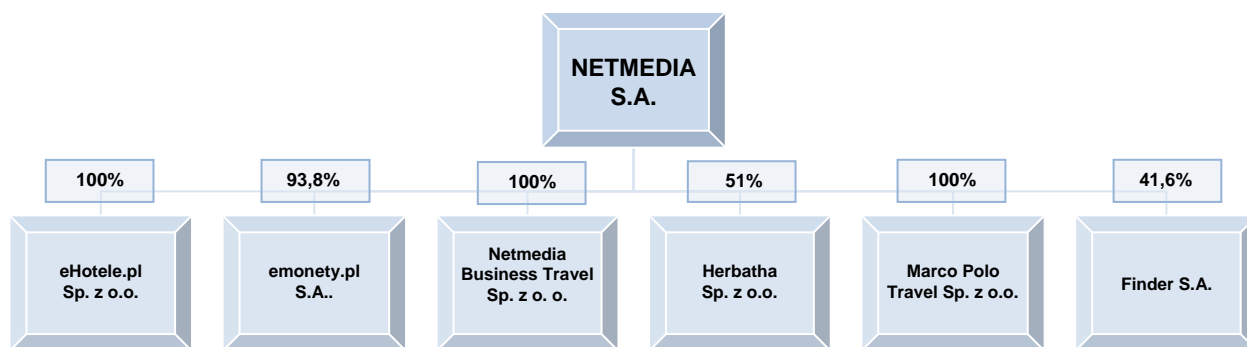 NETMEDIA
S.A.
100%
93,8%
100%
51%
100%
41,6%
eHotele.pl
Sp. z o.o.
emonety.pl
S.A..
Netmedia
Business Travel
Sp. z o. o.
Herbatha
Sp. z o.o.
Marco Polo
Travel Sp. z o.o.
Finder S.A.